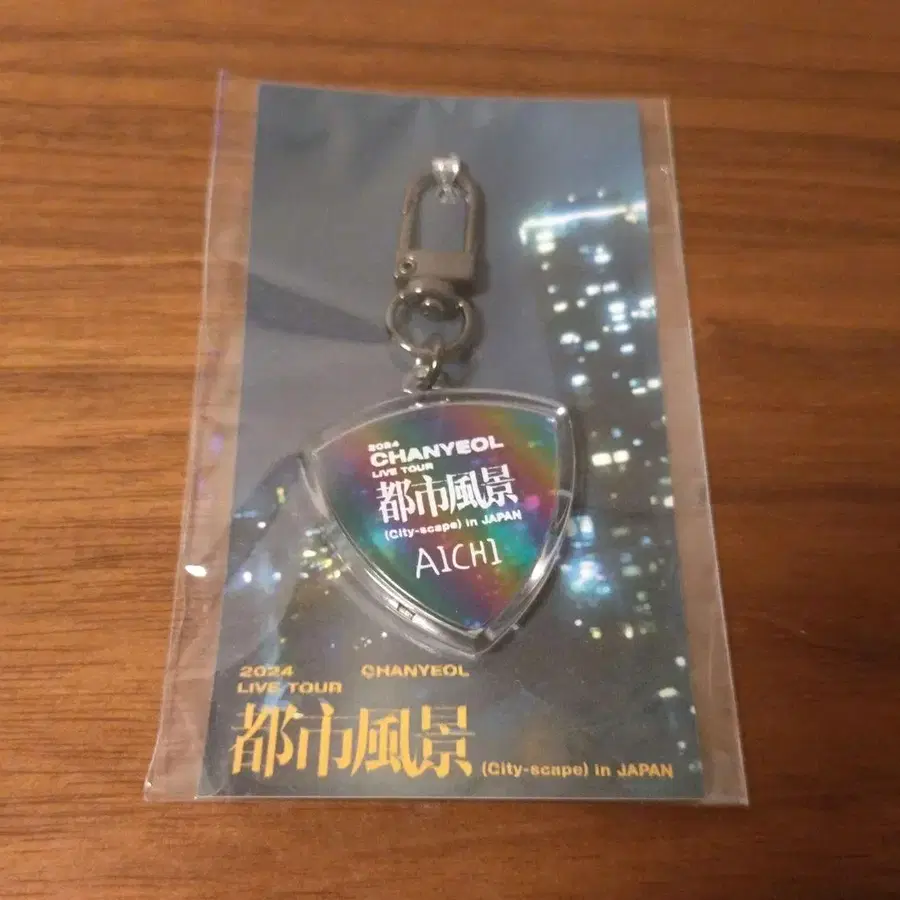 2024
CHANYEOL
LIVE TOUR
都市風景
(City-scape) in JAPAN
AICHI
2024 CHANYEOL
LIVE TOUR
都市風景 (City-scape) in JAPAN